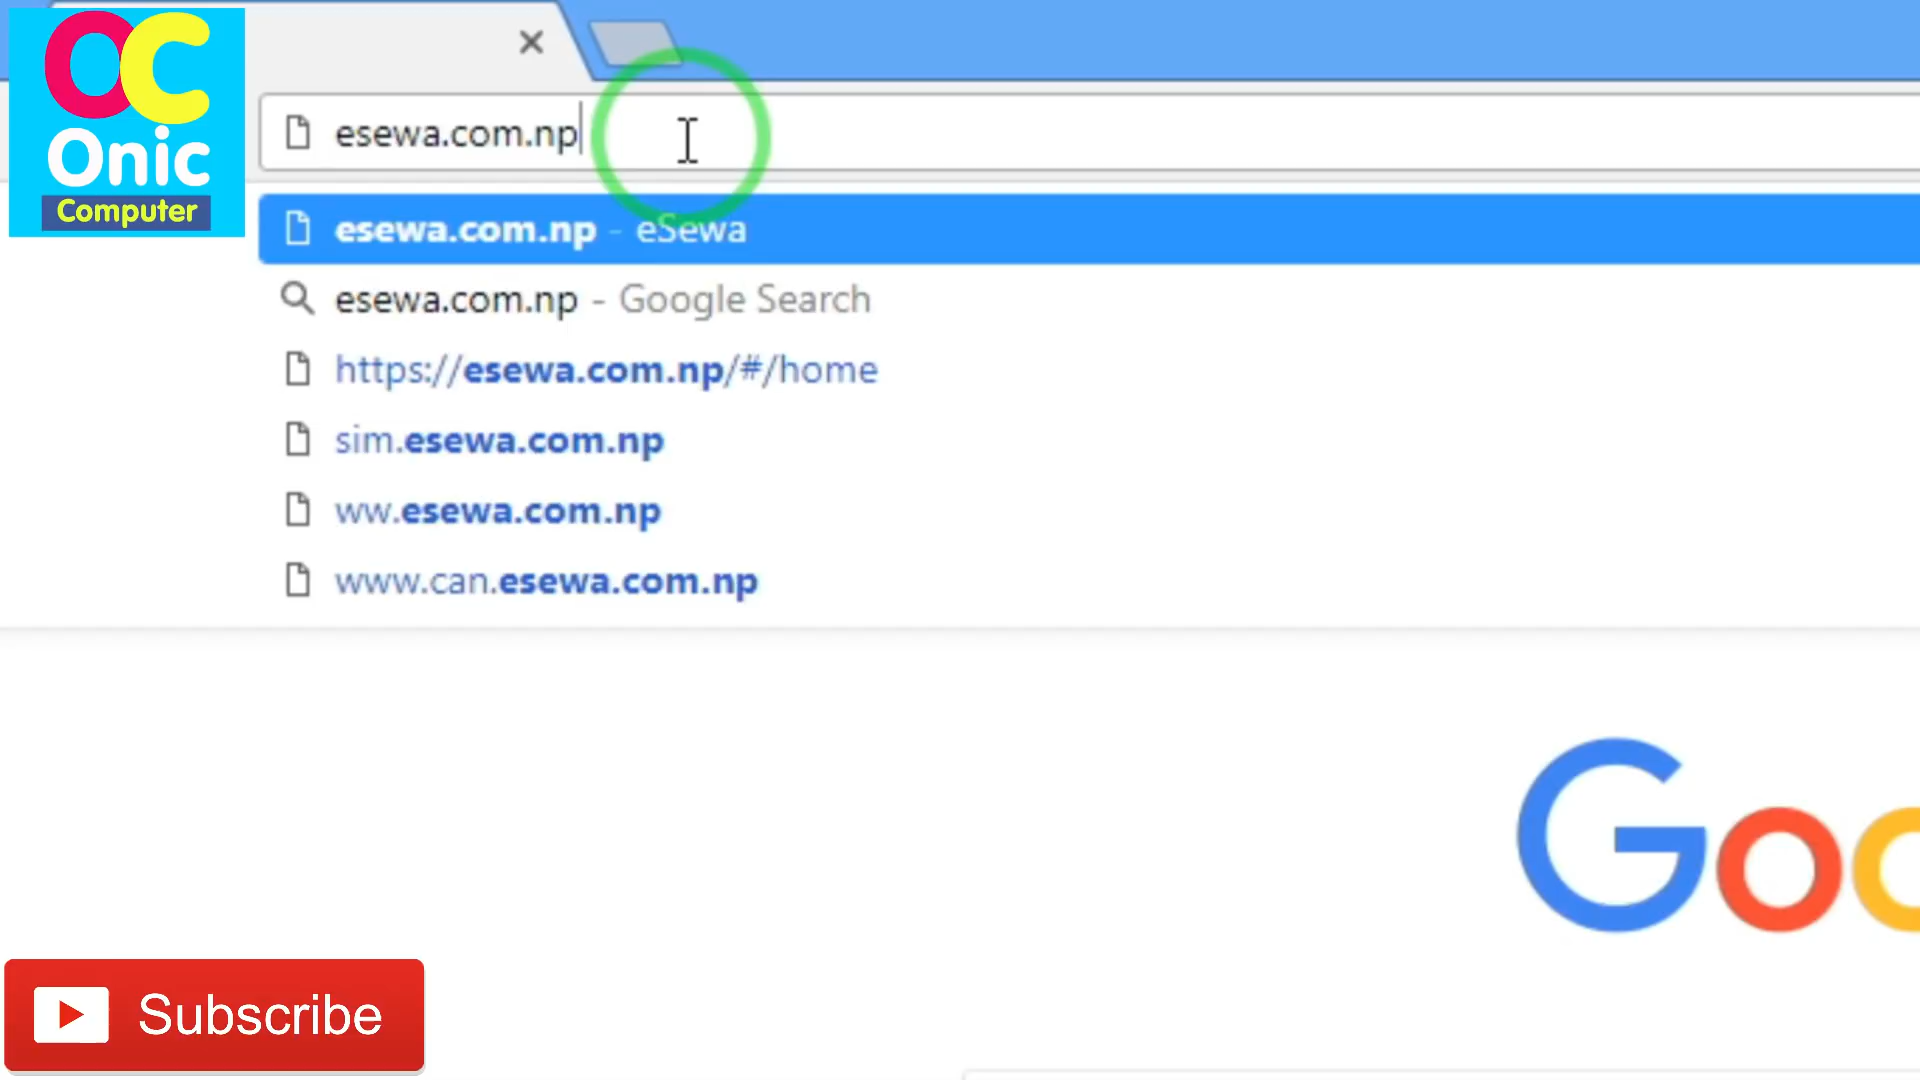 OC
Onic
Computer
esewa.com.np
esewa.com.np - eSewa
esewa.com.np - Google Search
https://esewa.com.np/#/home
sim.esewa.com.np
ww.esewa.com.np
www.can.esewa.com.np
Goo
Subscribe